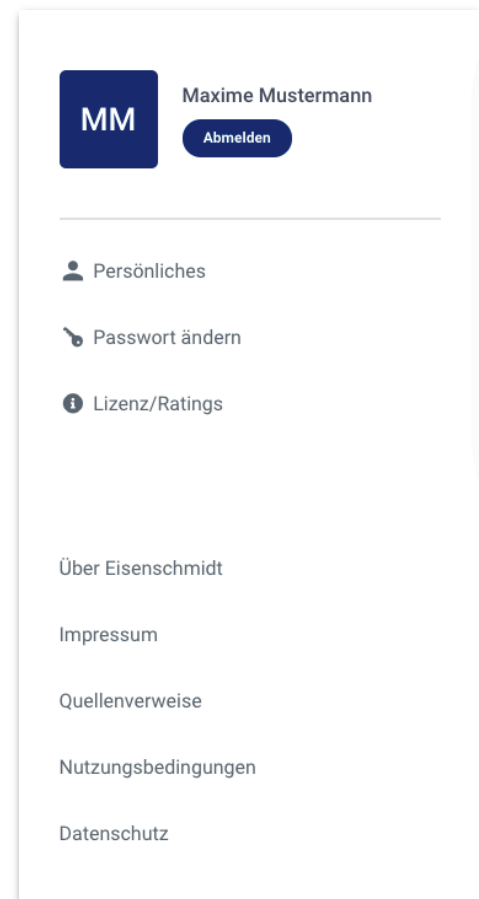 MM
Maxime Mustermann
Abmelden
Persönliches
Passwort ändern
Lizenz/Ratings
Über Eisenschmidt
Impressum
Quellenverweise
Nutzungsbedingungen
Datenschutz